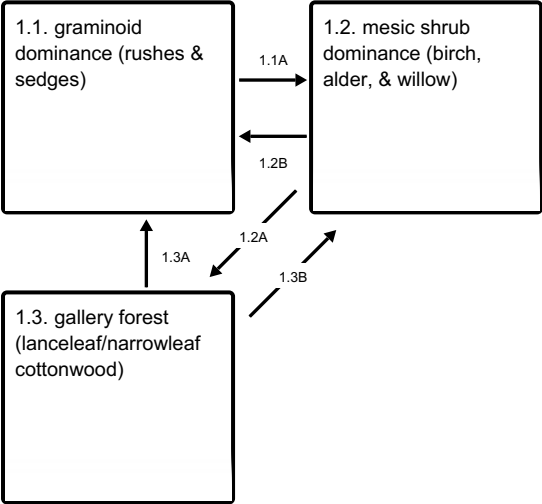 1.1. graminoid
dominance (rushes &
sedges)
1.2. mesic shrub
dominance (birch,
alder, & willow)
1.1A
1.2B
1.2A
1.3A
1.3B
1.3. gallery forest
(lanceleaf/narrowleaf
cottonwood)